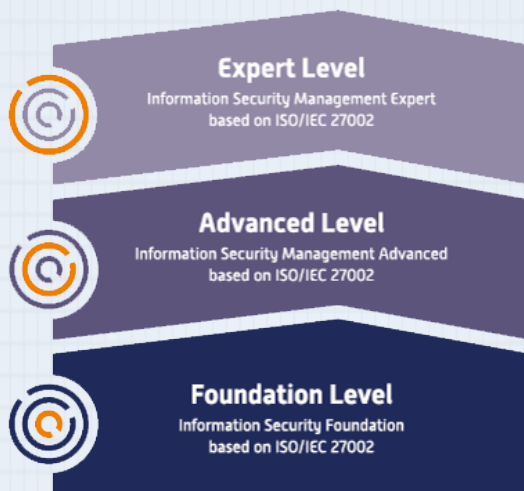 Expert Level
Information Security Management Expert
based on ISO/IEC 27002
Advanced Level
Information Security Management Advanced
based on ISO/IEC 27002
Foundation Level
Information Security Foundation
based on ISO/IEC 27002